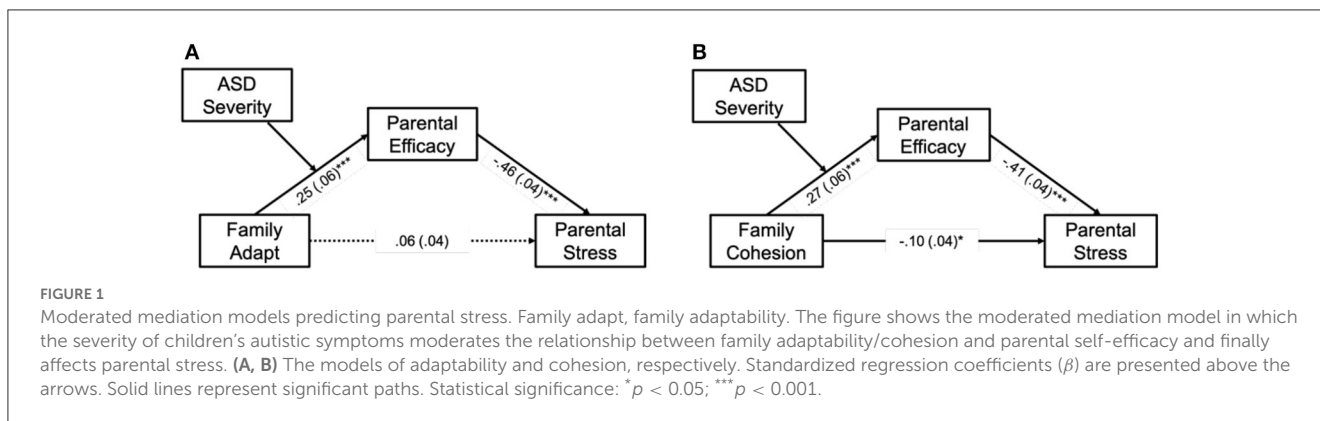 A
ASD
Severity
Parental
Efficacy
.25 (.06)***
-.46 (.04)***
Family
Adapt
.06 (.04)
Parental
Stress
B
ASD
Severity
Parental
Efficacy
.27 (.06)***
-.41 (.04)***
Family
Cohesion
-.10 (.04)*
Parental
Stress
FIGURE 1
Moderated mediation models predicting parental stress. Family adapt, family adaptability. The figure shows the moderated mediation model in which
the severity of children's autistic symptoms moderates the relationship between family adaptability/cohesion and parental self-efficacy and finally
affects parental stress. (A, B) The models of adaptability and cohesion, respectively. Standardized regression coefficients (β) are presented above the
arrows. Solid lines represent significant paths. Statistical significance: *p < 0.05; ***p < 0.001.